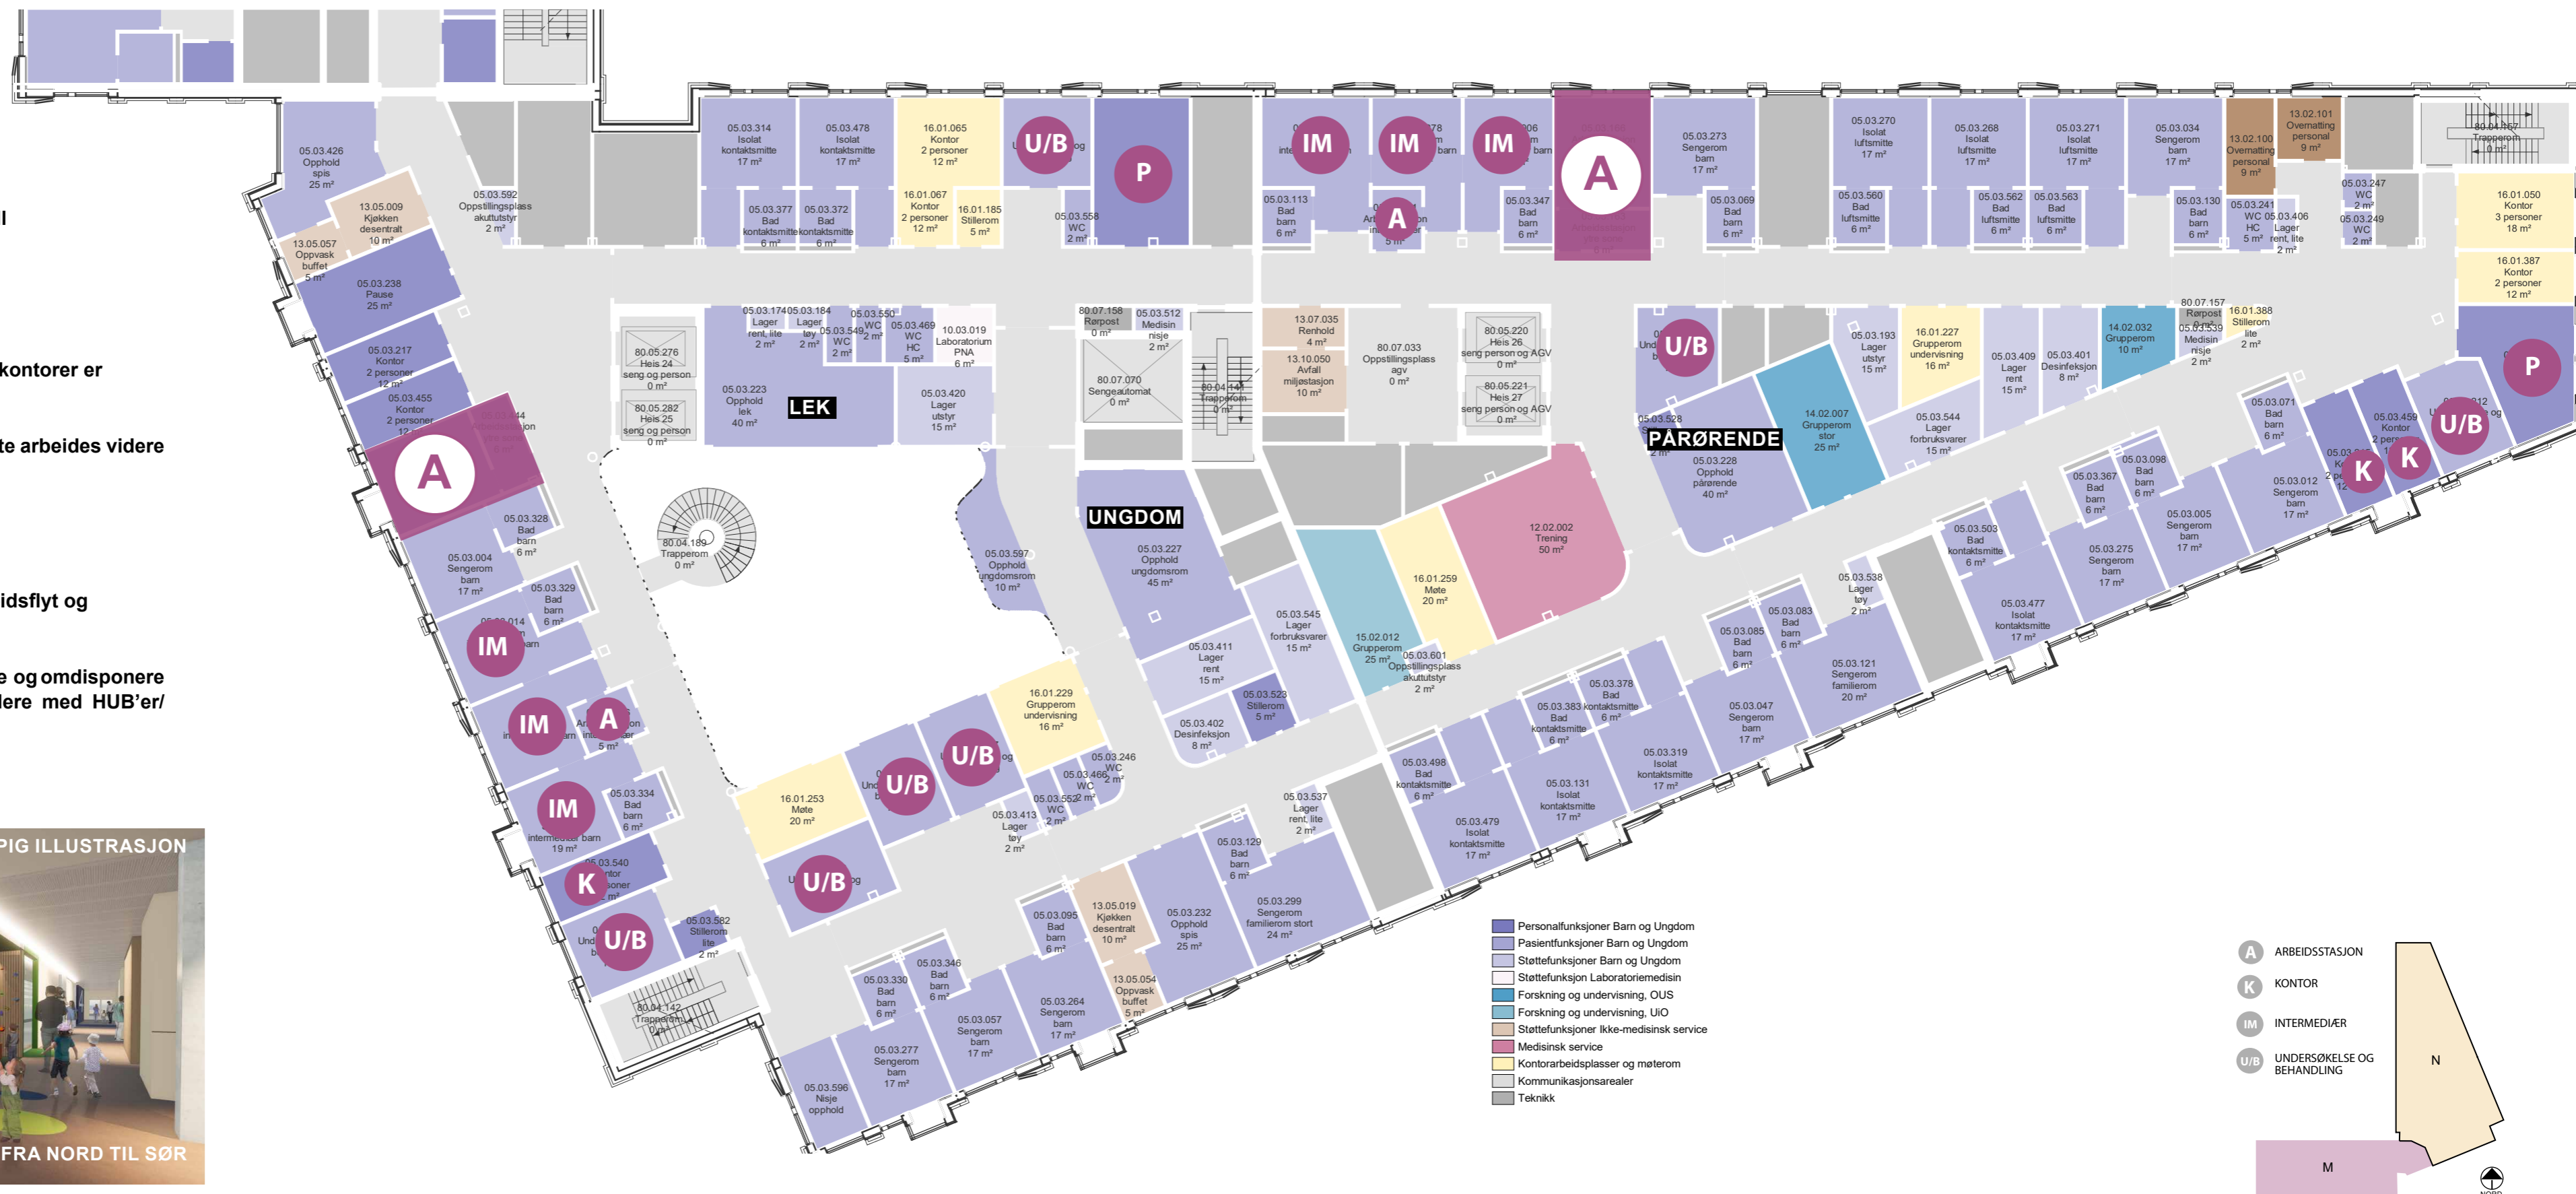 ll
kontorer er
te arbeides videre
idsflyt og
e og omdisponere
lere med HUB'er/
PIG ILLUSTRASJON
FRA NORD TIL SØR
05.03.426
Opphold
spis
25 m²
13.05.009
Kjøkken
desentralt
10 m²
13.05.057
Oppvask
buffet
5 m²
05.03.238
Pause
25 m²
05.03.217
Kontor
2 personer
12 m²
05.03.455
Kontor
2 personer
A
05.03.592
Oppstillingsplass
akuttutstyr
2 m²
05.03.328
Bad
barn
6 m²
05.03.004
Sengerom
barn
17 m²
05.03.329
Bad
barn
6 m²
IM
IM
A
5 m²
IM
intermediær barn
19 m²
05.03.334
Bad
barn
6 m²
05.03.540
K
U/B
05.03.582
Stillerom
lite
2 m²
80.04.142
Trapperom
0 m²
05.03.314
Isolat
kontaktsmitte
17 m²
05.03.478
Isolat
kontaktsmitte
17 m²
16.01.065
Kontor
2 personer
12 m²
U/B
P
05.03.377
Bad
kontaktsmitte
6 m²
05.03.372
Bad
kontaktsmitte
6 m²
16.01.067
Kontor
2 personer
12 m²
16.01.185
Stillerom
5 m²
05.03.558
WC
2 m²
IM
IM
IM
A
05.03.113
Bad
barn
6 m²
A
5 m²
05.03.347
Bad
barn
6 m²
05.03.273
Sengerom
barn
17 m²
05.03.069
Bad
barn
6 m²
05.03.270
Isolat
luftsmitte
17 m²
05.03.268
Isolat
luftsmitte
17 m²
05.03.271
Isolat
luftsmitte
17 m²
05.03.034
Sengerom
barn
17 m²
05.03.560
Bad
luftsmitte
6 m²
05.03.562
Bad
luftsmitte
6 m²
05.03.563
Bad
luftsmitte
6 m²
05.03.130
Bad
barn
6 m²
13.02.100
Overnatting
personal
9 m²
13.02.101
Overnatting
personal
9 m²
05.03.241
WC
HC
5 m²
05.03.406
Lager
rent, lite
2 m²
05.03.247
WC
2 m²
05.03.249
WC
2 m²
80.04.157
Trapperom
0 m²
16.01.050
Kontor
3 personer
18 m²
16.01.387
Kontor
2 personer
12 m²
80.05.276
Heis 24
seng og person
0 m²
80.05.282
Heis 25
seng og person
0 m²
05.03.223
Opphold
lek
40 m²
LEK
05.03.174
Lager
rent, lite
2 m²
05.03.184
Lager
tøy
2 m²
05.03.549
WC
2 m²
05.03.550
WC
2 m²
05.03.469
WC
HC
5 m²
10.03.019
Laboratorium
PNA
6 m²
05.03.420
Lager
utstyr
15 m²
80.07.158
Rørpost
0 m²
05.03.512
Medisin
nisje
2 m²
80.07.070
Sengeautomat
0 m²
80.04.141
Trapperom
0 m²
13.07.035
Renhold
4 m²
13.10.050
Avfall
miljøstasjon
10 m²
80.07.033
Oppstillingsplass
agv
0 m²
80.05.220
Heis 26
seng person og AGV
0 m²
80.05.221
Heis 27
seng person og AGV
0 m²
U/B
05.03.528
2 m²
PÅRØRENDE
05.03.228
Opphold
pårørende
40 m²
14.02.007
Grupperom
stor
25 m²
05.03.193
Lager
utstyr
15 m²
16.01.227
Grupperom
undervisning
16 m²
05.03.544
Lager
forbruksvarer
15 m²
05.03.409
Lager
rent
15 m²
05.03.401
Desinfeksjon
8 m²
14.02.032
Grupperom
10 m²
80.07.157
Rørpost
0 m²
05.03.539
Medisin
nisje
2 m²
16.01.388
Stillerom
lite
2 m²
P
U/B
05.03.459
Kontor
K
K
05.03.071
Bad
barn
6 m²
05.03.012
Sengerom
barn
17 m²
05.03.098
Bad
barn
6 m²
05.03.367
Bad
barn
6 m²
05.03.005
Sengerom
barn
17 m²
05.03.275
Sengerom
barn
17 m²
05.03.503
Bad
kontaktsmitte
6 m²
05.03.477
Isolat
kontaktsmitte
17 m²
05.03.538
Lager
tøy
2 m²
05.03.083
Bad
barn
6 m²
05.03.085
Bad
barn
6 m²
05.03.121
Sengerom
familierom
20 m²
05.03.047
Sengerom
barn
17 m²
05.03.378
Bad
kontaktsmitte
6 m²
05.03.383
Bad
kontaktsmitte
6 m²
05.03.319
Isolat
kontaktsmitte
17 m²
05.03.131
Isolat
kontaktsmitte
17 m²
05.03.498
Bad
kontaktsmitte
6 m²
05.03.479
Isolat
kontaktsmitte
17 m²
80.04.189
Trapperom
0 m²
05.03.597
Opphold
ungdomsrom
10 m²
UNGDOM
05.03.227
Opphold
ungdomsrom
45 m²
12.02.002
Trening
50 m²
16.01.259
Møte
20 m²
15.02.012
Grupperom
25 m²
05.03.601
Oppstillingsplass
akuttutstyr
2 m²
05.03.545
Lager
forbruksvarer
15 m²
05.03.411
Lager
rent
15 m²
05.03.523
Stillerom
5 m²
05.03.402
Desinfeksjon
8 m²
16.01.229
Grupperom
undervisning
16 m²
U/B
U/B
16.01.253
Møte
20 m²
U/B
05.03.246
WC
2 m²
05.03.466
WC
2 m²
05.03.552
WC
2 m²
05.03.413
Lager
tøy
2 m²
05.03.537
Lager
rent, lite
2 m²
05.03.129
Bad
barn
6 m²
05.03.299
Sengerom
familierom stort
24 m²
05.03.232
Opphold
spis
25 m²
13.05.019
Kjøkken
desentralt
10 m²
13.05.054
Oppvask
buffet
5 m²
05.03.095
Bad
barn
6 m²
05.03.264
Sengerom
barn
17 m²
05.03.346
Bad
barn
6 m²
05.03.330
Bad
barn
6 m²
05.03.057
Sengerom
barn
17 m²
05.03.277
Sengerom
barn
17 m²
05.03.596
Nisje
opphold
Personalfunksjoner Barn og Ungdom
Pasientfunksjoner Barn og Ungdom
Støttefunksjoner Barn og Ungdom
Støttefunksjon Laboratoriemedisin
Forskning og undervisning, OUS
Forskning og undervisning, UiO
Støttefunksjoner Ikke-medisinsk service
Medisinsk service
Kontorarbeidsplasser og møterom
Kommunikasjonsarealer
Teknikk
A ARBEIDSSTASJON
K KONTOR
IM INTERMEDIÆR
U/B UNDERSØKELSE OG
BEHANDLING
N
M
NORD